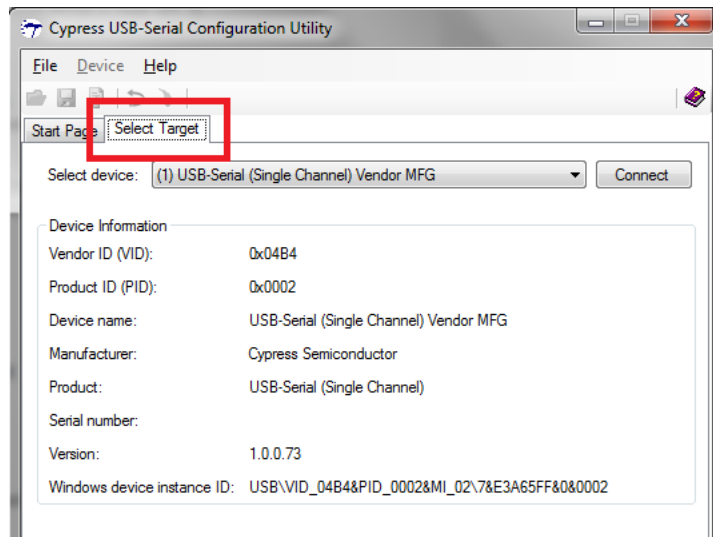 Cypress USB-Serial Configuration Utility
File Device Help
Start Page Select Target
Select device: (1) USB-Serial (Single Channel) Vendor MFG Connect
Device Information
Vendor ID (VID): 0x04B4
Product ID (PID): 0x0002
Device name: USB-Serial (Single Channel) Vendor MFG
Manufacturer: Cypress Semiconductor
Product: USB-Serial (Single Channel)
Serial number:
Version: 1.0.0.73
Windows device instance ID: USB\VID_04B4&PID_0002&MI_02\7&E3A65FF&0&0002